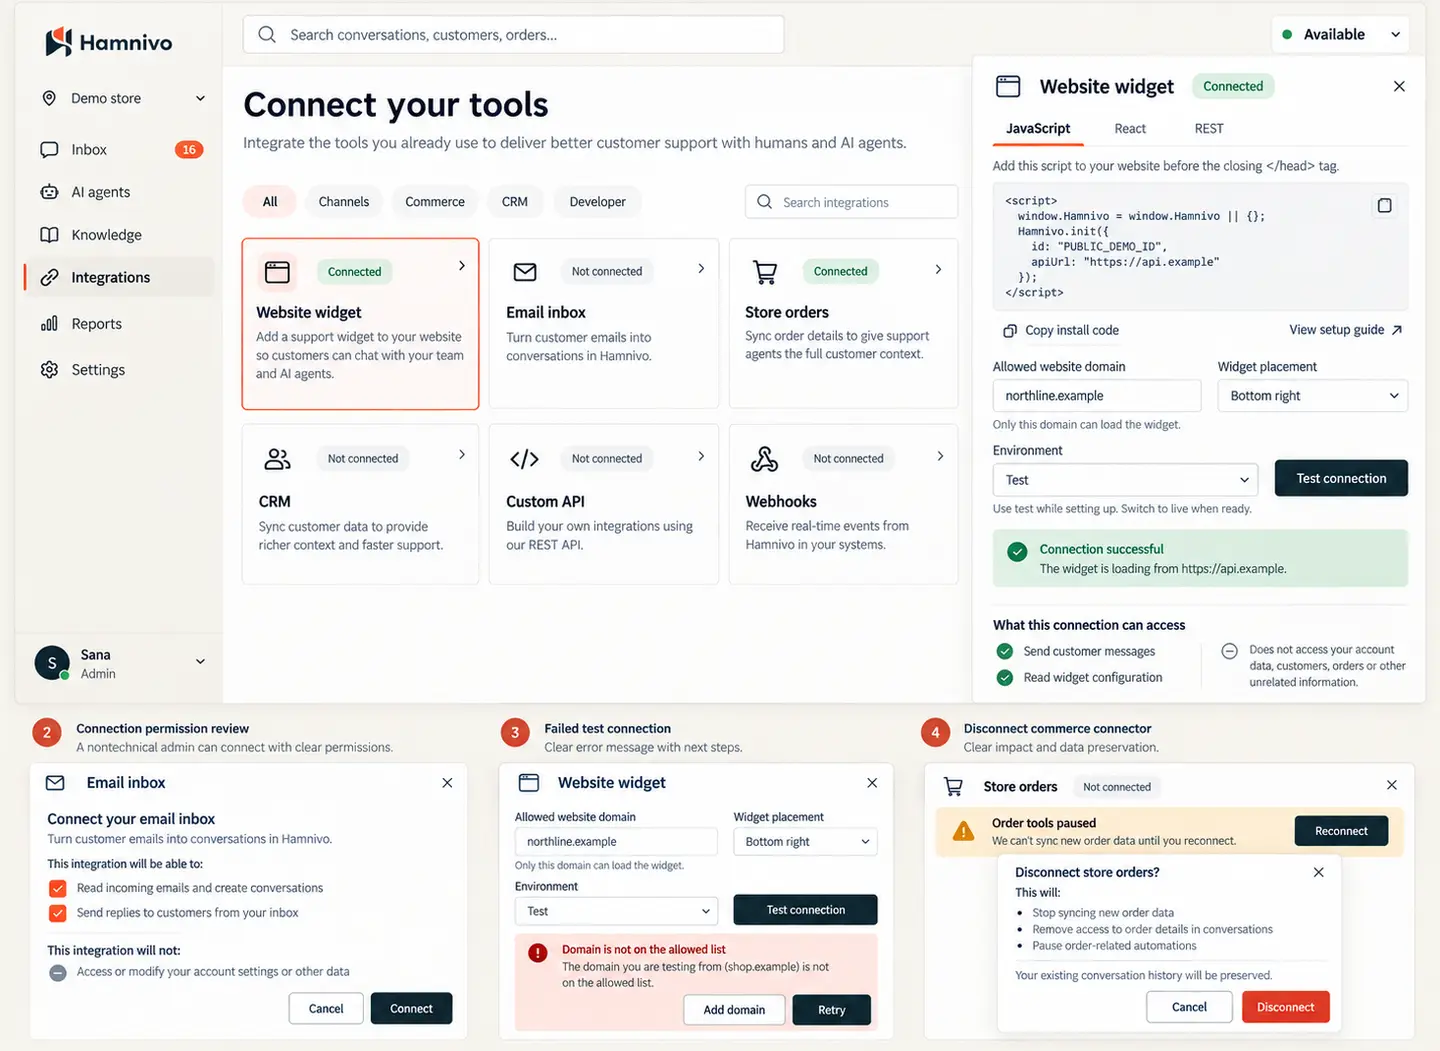 Hamnivo
Search conversations, customers, orders...
Available
Demo store
Inbox
16
AI agents
Knowledge
Integrations
Reports
Settings
S
Sana
Admin
Connect your tools
Integrate the tools you already use to deliver better customer support with humans and AI agents.
All
Channels
Commerce
CRM
Developer
Search integrations
Connected
Website widget
Add a support widget to your website
so customers can chat with your team
and AI agents.
Not connected
Email inbox
Turn customer emails into
conversations in Hamnivo.
Connected
Store orders
Sync order details to give support
agents the full customer context.
Not connected
CRM
Sync customer data to provide
richer context and faster support.
Not connected
Custom API
Build your own integrations using
our REST API.
Not connected
Webhooks
Receive real-time events from
Hamnivo in your systems.
Website widget
Connected
JavaScript
React
REST
Add this script to your website before the closing </head> tag.
<script>
window.Hamnivo = window.Hamnivo || {};
Hamnivo.init({
id: "PUBLIC_DEMO_ID",
apiUrl: "https://api.example"
});
</script>
Copy install code
View setup guide
Allowed website domain
Widget placement
northline.example
Bottom right
Only this domain can load the widget.
Environment
Test
Test connection
Use test while setting up. Switch to live when ready.
Connection successful
The widget is loading from https://api.example.
What this connection can access
Send customer messages
Read widget configuration
Does not access your account
data, customers, orders or other
unrelated information.
2
Connection permission review
A nontechnical admin can connect with clear permissions.
Email inbox
Connect your email inbox
Turn customer emails into conversations in Hamnivo.
This integration will be able to:
Read incoming emails and create conversations
Send replies to customers from your inbox
This integration will not:
Access or modify your account settings or other data
Cancel
Connect
3
Failed test connection
Clear error message with next steps.
Website widget
Allowed website domain
Widget placement
northline.example
Bottom right
Only this domain can load the widget.
Environment
Test
Test connection
Domain is not on the allowed list
The domain you are testing from (shop.example) is not
on the allowed list.
Add domain
Retry
4
Disconnect commerce connector
Clear impact and data preservation.
Store orders
Not connected
Order tools paused
We can't sync new order data until you reconnect.
Reconnect
Disconnect store orders?
This will:
• Stop syncing new order data
• Remove access to order details in conversations
• Pause order-related automations
Your existing conversation history will be preserved.
Cancel
Disconnect